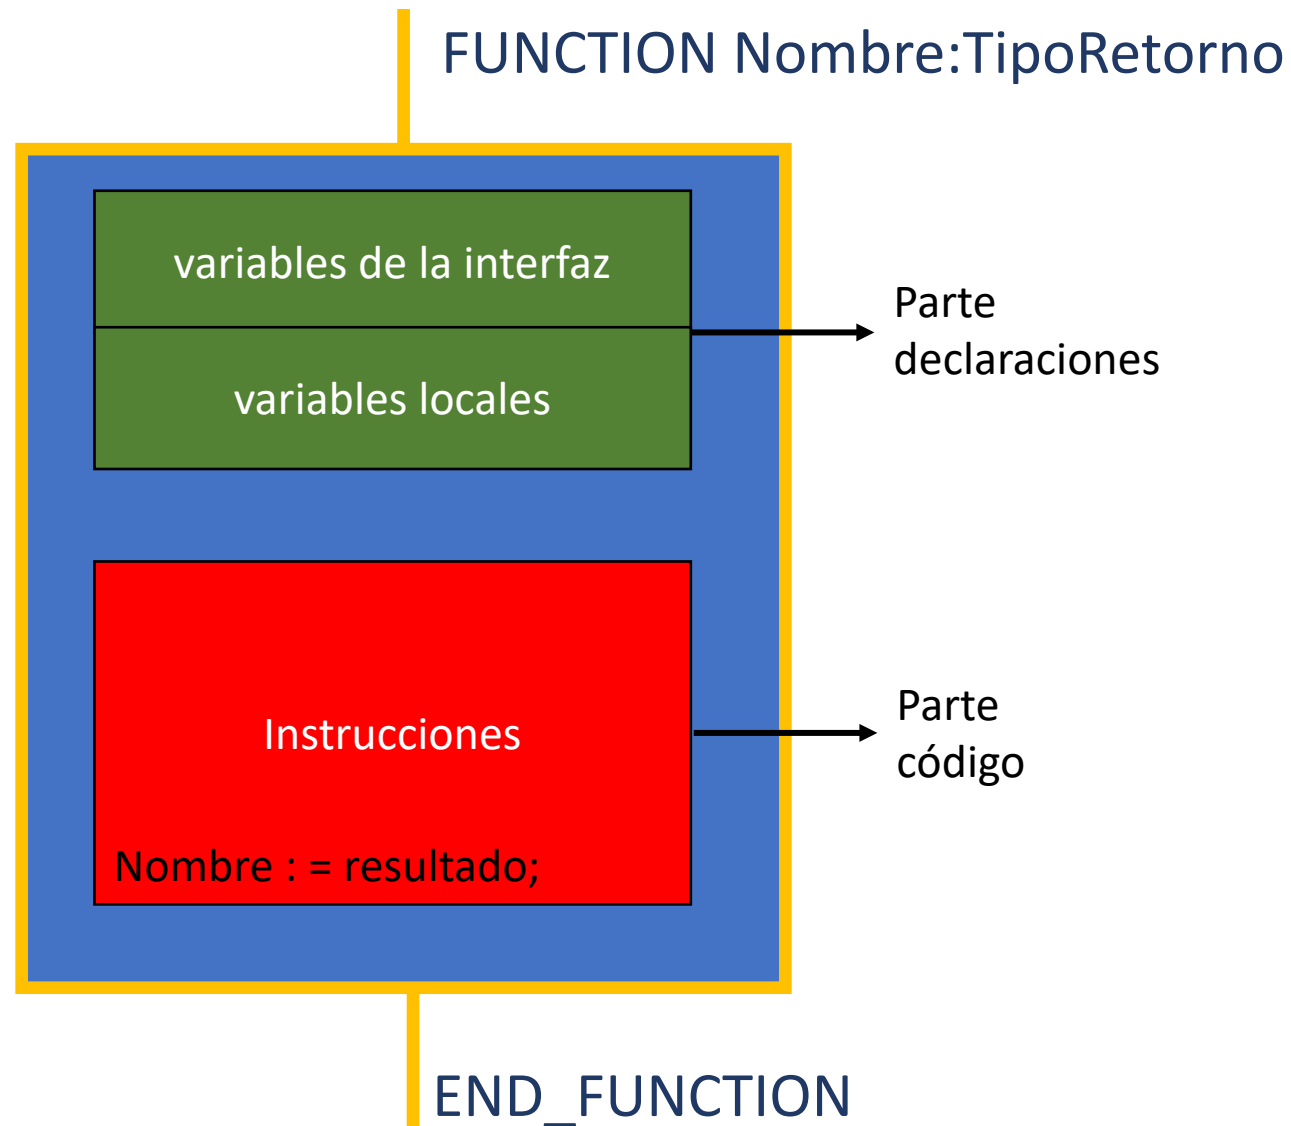 FUNCTION Nombre:TipoRetorno
variables de la interfaz
variables locales
Parte
declaraciones
Instrucciones
Nombre : = resultado;
Parte
código
END_FUNCTION